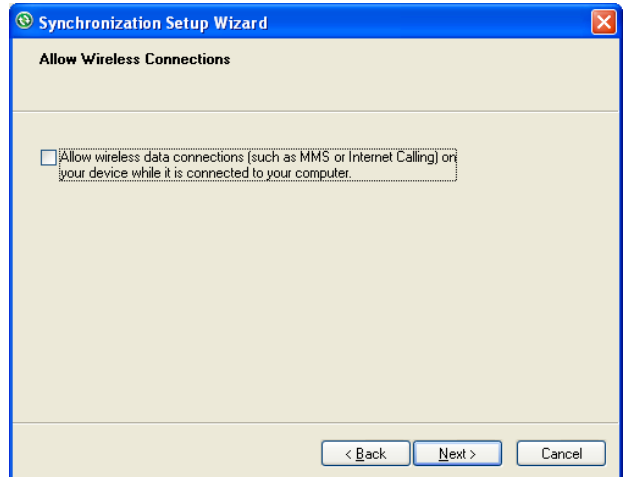 Synchronization Setup Wizard
Allow Wireless Connections
Allow wireless data connections (such as MMS or Internet Calling) on
your device while it is connected to your computer.
< Back Next > Cancel